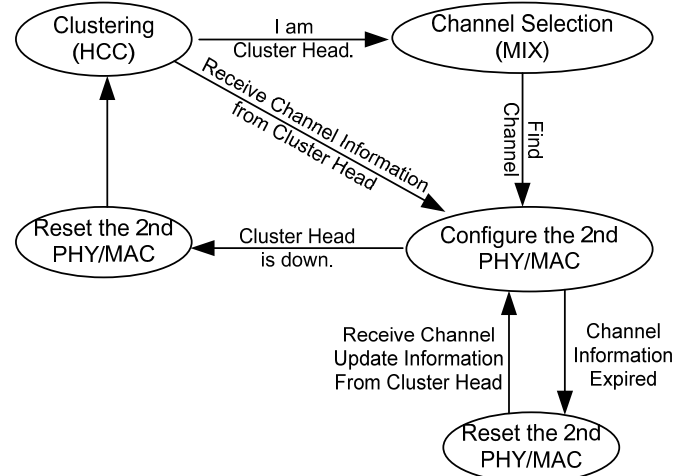 Clustering
(HCC)
I am
Cluster Head.
Channel Selection
(MIX)
Receive Channel Information
from Cluster Head
Find
Channel
Reset the 2nd
PHY/MAC
Cluster Head
is down.
Configure the 2nd
PHY/MAC
Receive Channel
Update Information
From Cluster Head
Channel
Information
Expired
Reset the 2nd
PHY/MAC